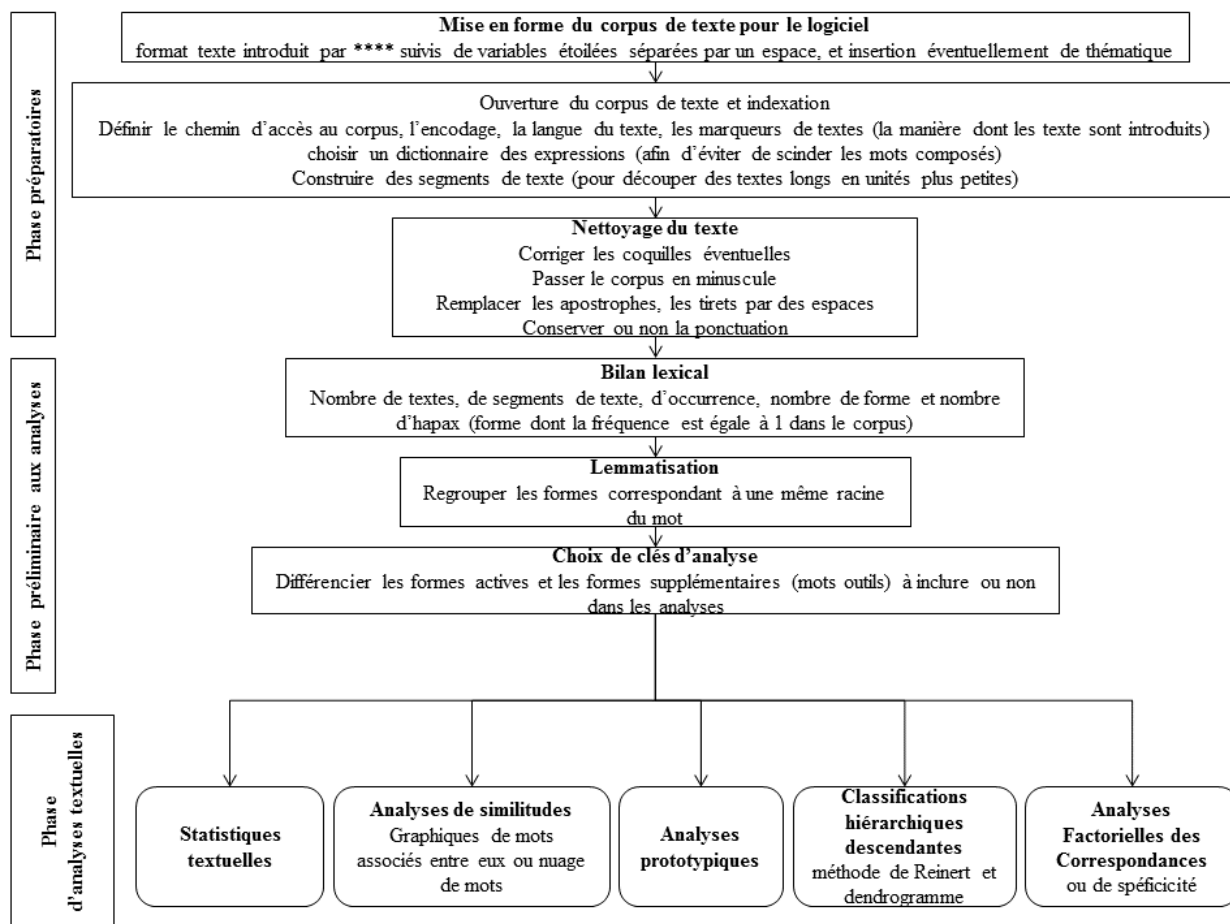 Mise en forme du corpus de texte pour le logiciel
format texte introduit par **** suivis de variables étoilées séparées par un espace, et insertion éventuellement de thématique
Phase préparatoires
Ouverture du corpus de texte et indexation
Définir le chemin d'accès au corpus, l'encodage, la langue du texte, les marqueurs de textes (la manière dont les texte sont introduits)
choisir un dictionnaire des expressions (afin d'éviter de scinder les mots composés)
Construire des segments de texte (pour découper des textes longs en unités plus petites)
Nettoyage du texte
Corriger les coquilles éventuelles
Passer le corpus en minuscule
Remplacer les apostrophes, les tirets par des espaces
Conserver ou non la ponctuation
Phase préliminaire aux analyses
Bilan lexical
Nombre de textes, de segments de texte, d'occurrence, nombre de forme et nombre
d'hapax (forme dont la fréquence est égale à 1 dans le corpus)
Lemmatisation
Regrouper les formes correspondant à une même racine
du mot
Choix de clés d'analyse
Différencier les formes actives et les formes supplémentaires (mots outils) à inclure ou non
dans les analyses
Phase
d'analyses textuelles
Statistiques
textuelles
Analyses de similitudes
Graphiques de mots
associés entre eux ou nuage
de mots
Analyses
prototypiques
Classifications
hiérarchiques
descendantes
méthode de Reinert et
dendrogramme
Analyses
Factorielles des
Correspondances
ou de spéficicité